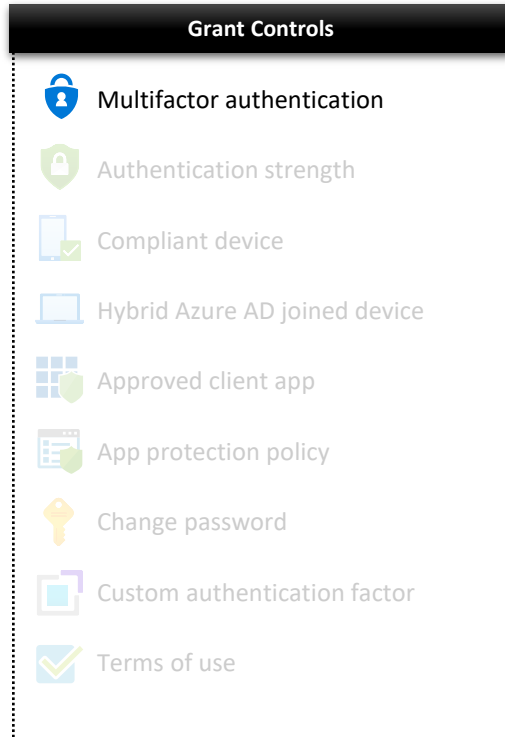 Grant Controls
Multifactor authentication
Authentication strength
Compliant device
Hybrid Azure AD joined device
Approved client app
App protection policy
Change password
Custom authentication factor
Terms of use